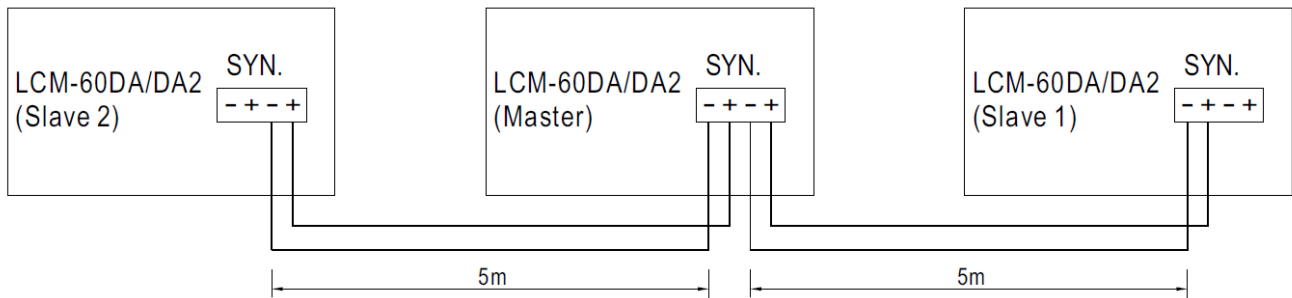 LCM-60DA/DA2
(Slave 2)
SYN.
- + - +
LCM-60DA/DA2
(Master)
SYN.
- + - +
LCM-60DA/DA2
(Slave 1)
SYN.
- + - +
5m
5m